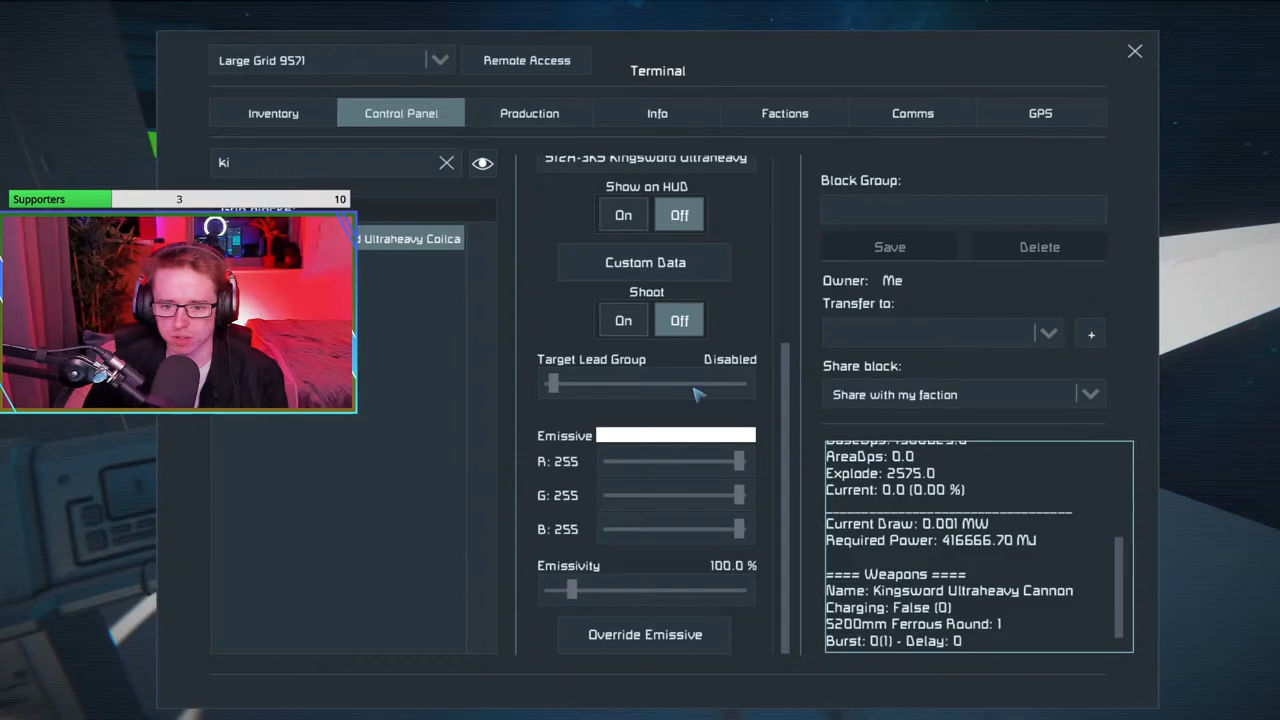 Large Grid 9571
Remote Access
Terminal
Inventory
Control Panel
Production
Info
Factions
Comms
GPS
ki
Supporters
3
10
d Ultraheavy Coilca
Kingsword Ultraheavy
Show on HUD
On
Off
Custom Data
Shoot
On
Off
Target Lead Group
Disabled
Emissive
R: 255
G: 255
B: 255
Emissivity
100.0 %
Override Emissive
Block Group:
Save
Delete
Owner: Me
Transfer to:
+
Share block:
Share with my faction
AreaDps: 0.0
Explode: 2575.0
Current: 0.0 (0.00 %)
Current Draw: 0.001 MW
Required Power: 416666.70 MJ
==== Weapons ====
Name: Kingsword Ultraheavy Cannon
Charging: False (0)
5200mm Ferrous Round: 1
Burst: 0(1) - Delay: 0